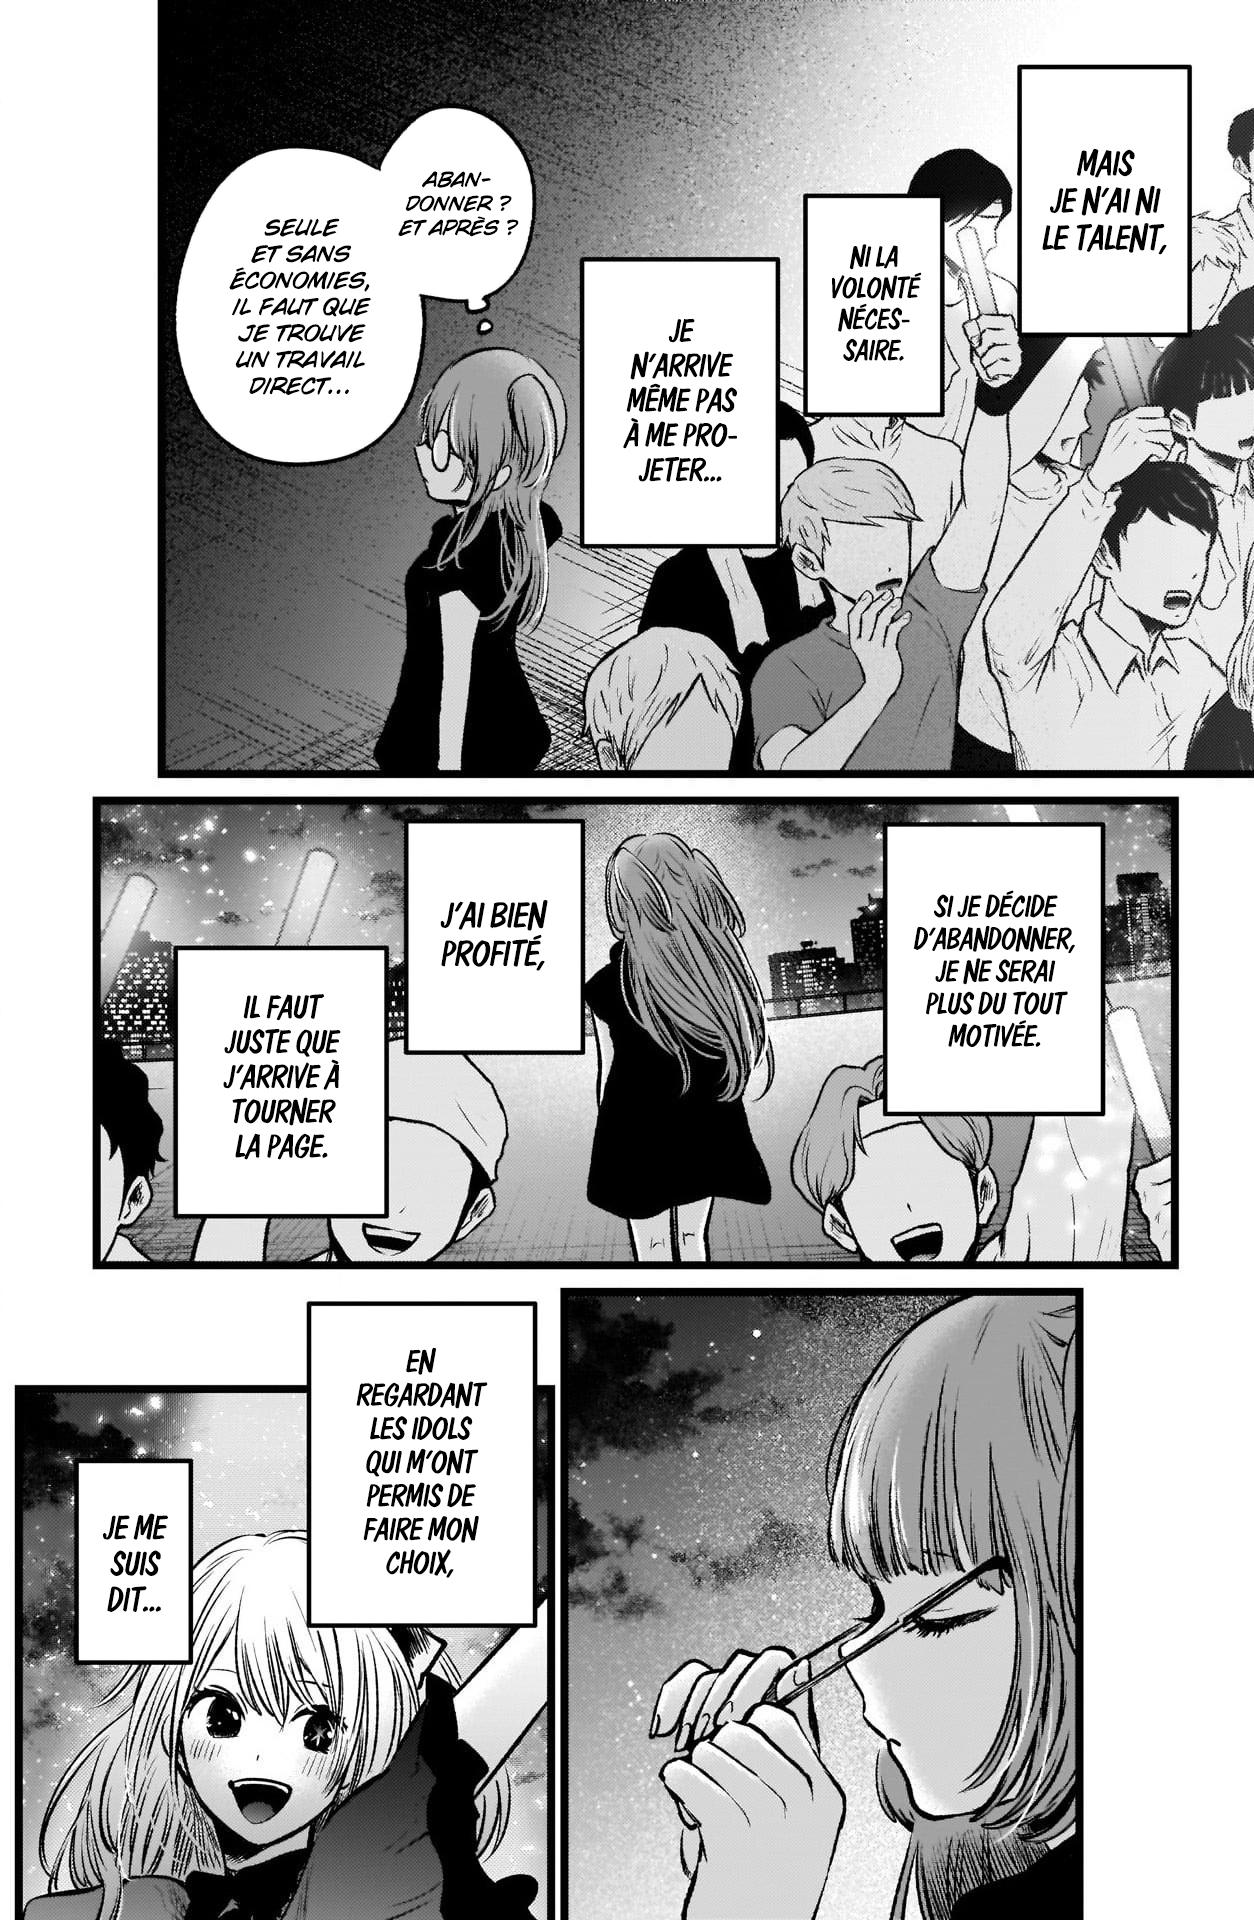 MAIS
JE N'AI NI
LE TALENT,
NI LA
VOLONTÉ
NÉCES-
SAIRE.
JE
N'ARRIVE
MÊME PAS
À ME PRO-
JETER...
ABAN-
DONNER ?
ET APRÈS ?
SEULE
ET SANS
ÉCONOMIES,
IL FAUT QUE
JE TROUVE
UN TRAVAIL
DIRECT...
SI JE DÉCIDE
D'ABANDONNER,
JE NE SERAI
PLUS DU TOUT
MOTIVÉE.
J'AI BIEN
PROFITÉ,
IL FAUT
JUSTE QUE
J'ARRIVE À
TOURNER
LA PAGE.
EN
REGARDANT
LES IDOLS
QUI M'ONT
PERMIS DE
FAIRE MON
CHOIX,
JE ME
SUIS
DIT...